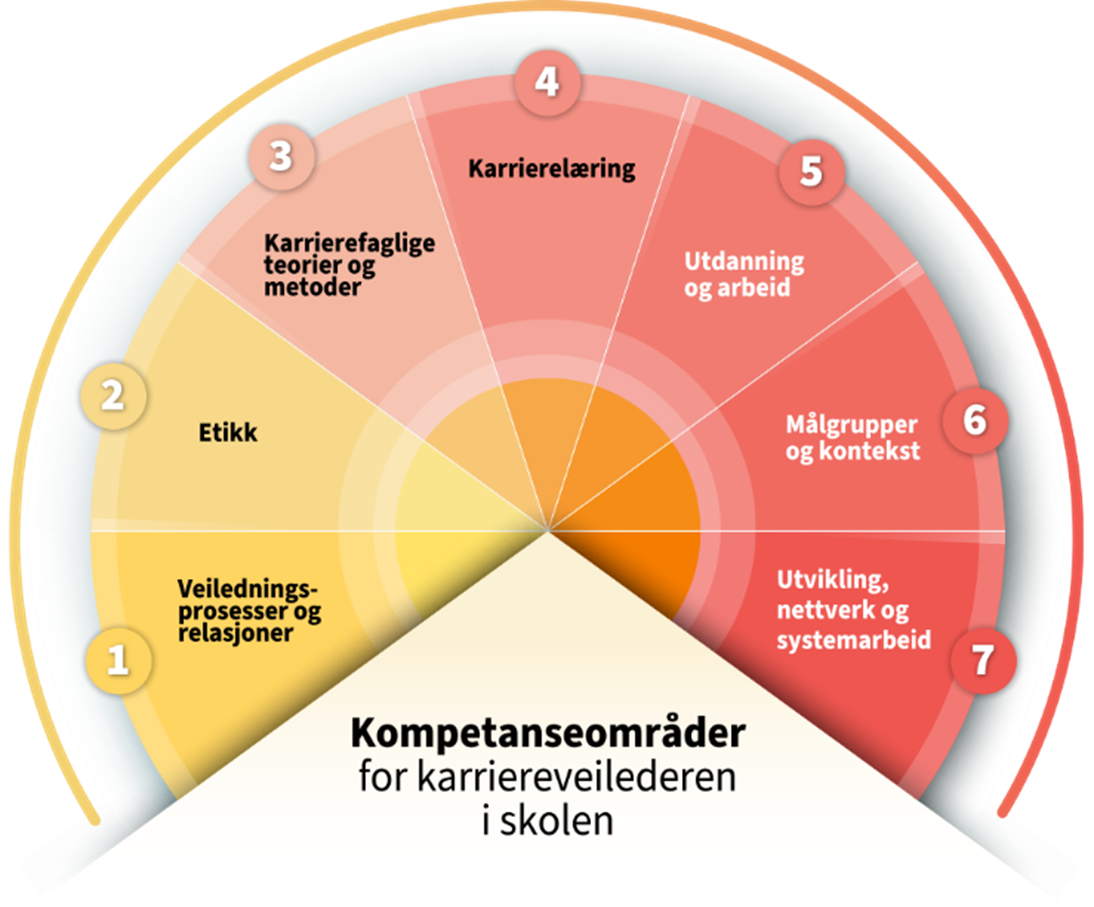 1
Veilednings-
prosesser og
relasjoner
2
Etikk
3
Karrierefaglige
teorier og
metoder
4
Karrierelæring
5
Utdanning
og arbeid
6
Målgrupper
og kontekst
7
Utvikling,
nettverk og
systemarbeid
Kompetanseområder
for karriereveilederen
i skolen